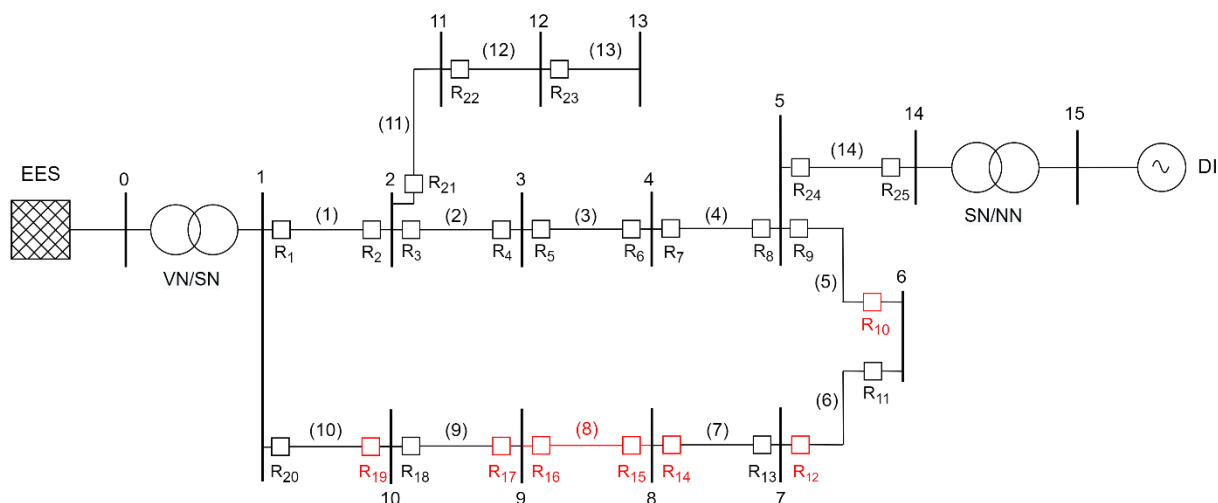 11 12 13
(12) (13)
R22 R23
5 14 15
(11) (14)
EES R21 R24 R25 DI
0 1 2 3 4 SN/NN
(1) (2) (3) (4)
VN/SN R1 R2 R3 R4 R5 R6 R7 R8 R9
(5) 6
R10
R11
(6)
(10) (9) (8) (7)
R20 R19 R18 R17 R16 R15 R14 R13 R12
10 9 8 7